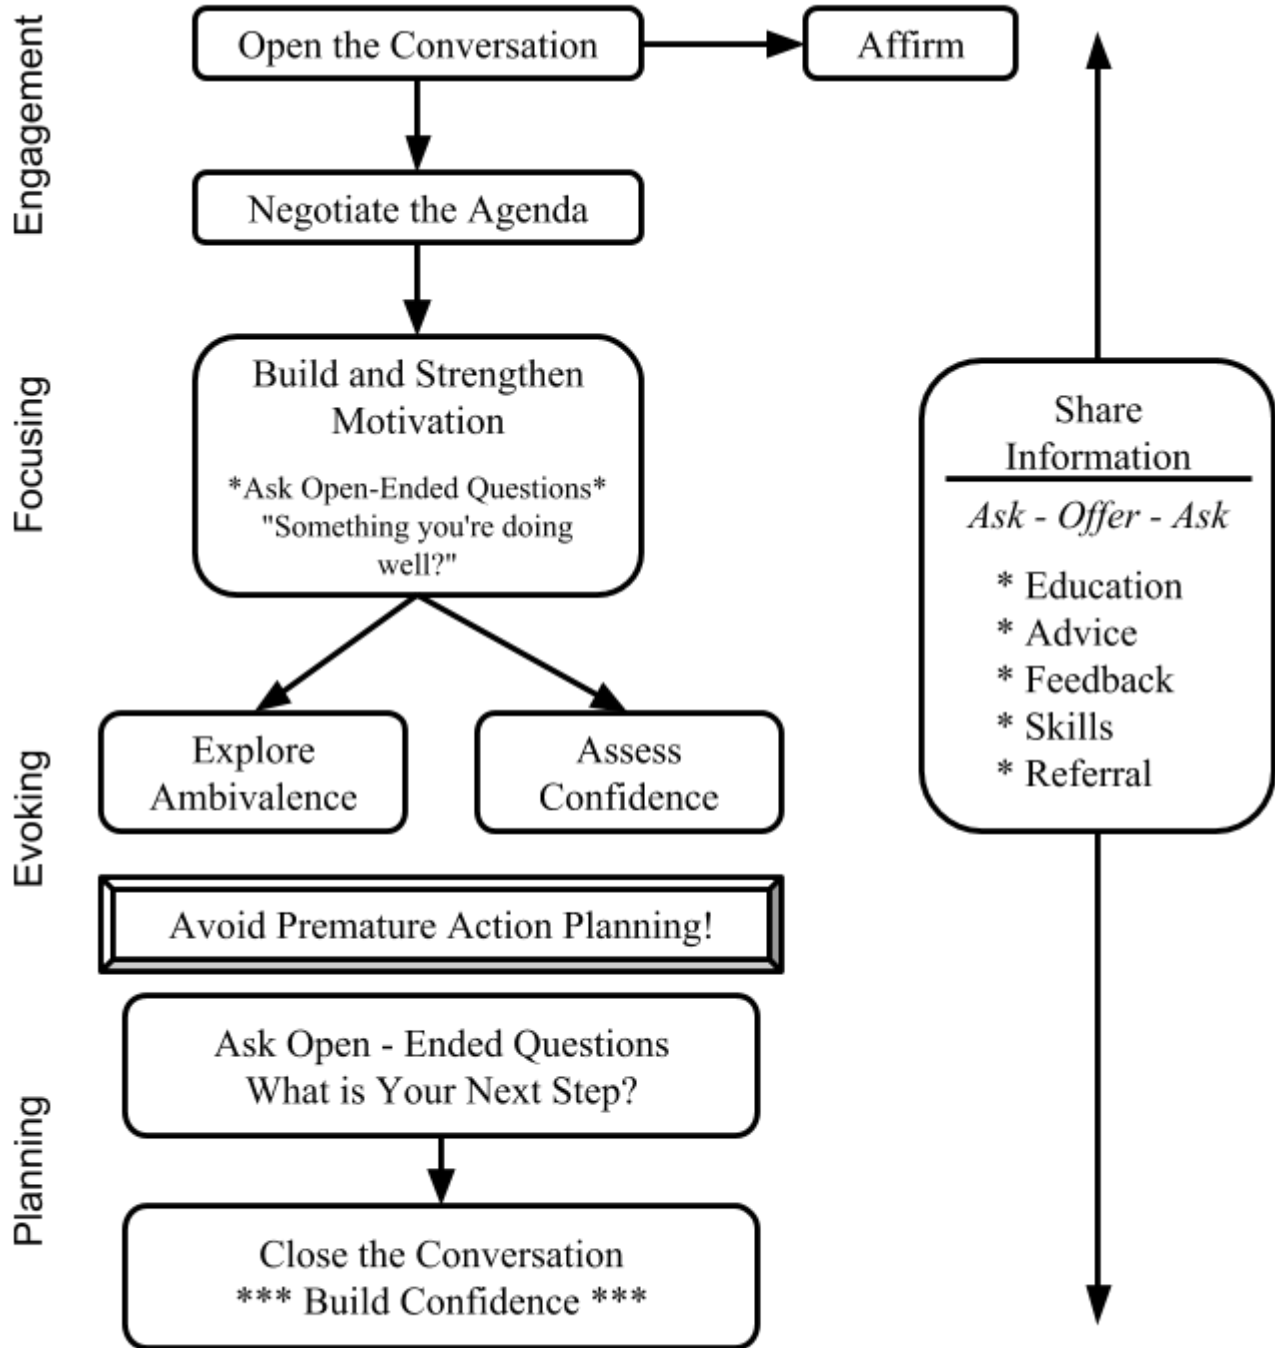 Engagement
Open the Conversation
Affirm
Negotiate the Agenda
Focusing
Build and Strengthen
Motivation
*Ask Open-Ended Questions*
"Something you're doing
well?"
Evoking
Explore
Ambivalence
Assess
Confidence
Avoid Premature Action Planning!
Planning
Ask Open - Ended Questions
What is Your Next Step?
Close the Conversation
*** Build Confidence ***
Share
Information
Ask - Offer - Ask
* Education
* Advice
* Feedback
* Skills
* Referral